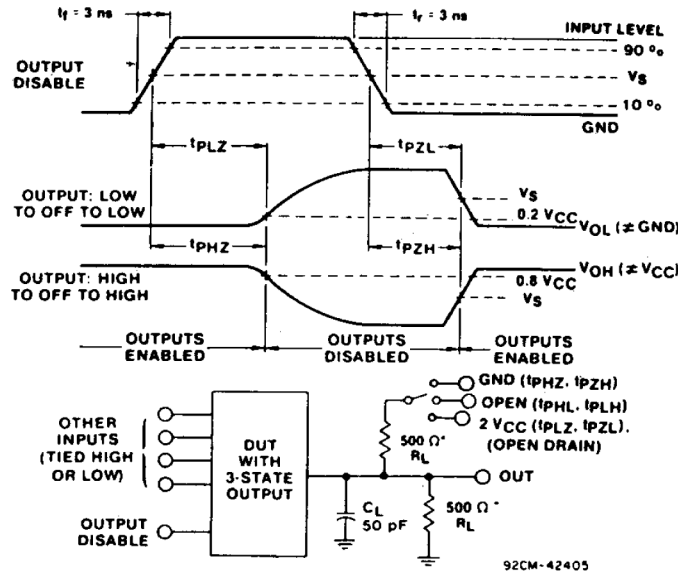 tf = 3 ns
tr = 3 ns
INPUT LEVEL
90 %
OUTPUT
DISABLE
VS
10 %
GND
tPLZ
tPZL
OUTPUT: LOW
TO OFF TO LOW
VS
0.2 VCC
VOL (≠ GND)
tPHZ
tPZH
OUTPUT: HIGH
TO OFF TO HIGH
VOH (≠ VCC)
0.8 VCC
VS
OUTPUTS
ENABLED
OUTPUTS
DISABLED
OUTPUTS
ENABLED
GND (tPHZ, tPZH)
OPEN (tPHL, tPLH)
2 VCC (tPLZ, tPZL),
(OPEN DRAIN)
OTHER
INPUTS
(TIED HIGH
OR LOW)
OUTPUT
DISABLE
DUT
WITH
3-STATE
OUTPUT
500 Ω*
RL
OUT
CL
50 pF
500 Ω*
RL
92CM-42405